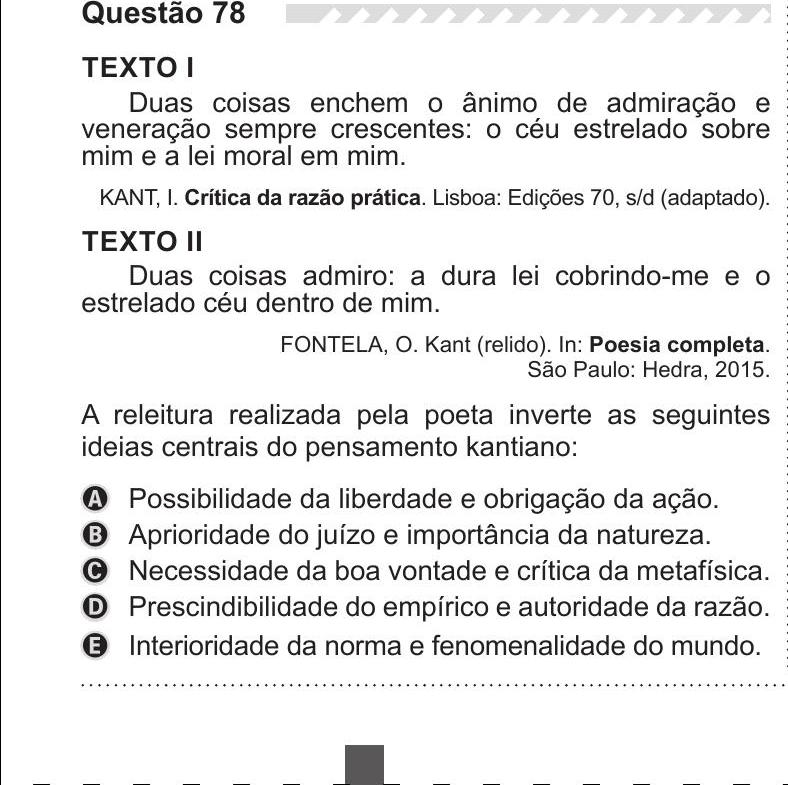 Questão 78
TEXTO I
Duas coisas enchem o ânimo de admiração e
veneração sempre crescentes: o céu estrelado sobre
mim e a lei moral em mim.
KANT, I. Crítica da razão prática. Lisboa: Edições 70, s/d (adaptado).
TEXTO II
Duas coisas admiro: a dura lei cobrindo-me e o
estrelado céu dentro de mim.
FONTELA, O. Kant (relido). In: Poesia completa.
São Paulo: Hedra, 2015.
A releitura realizada pela poeta inverte as seguintes
ideias centrais do pensamento kantiano:
A Possibilidade da liberdade e obrigação da ação.
B Aprioridade do juízo e importância da natureza.
C Necessidade da boa vontade e crítica da metafísica.
D Prescindibilidade do empírico e autoridade da razão.
E Interioridade da norma e fenomenalidade do mundo.